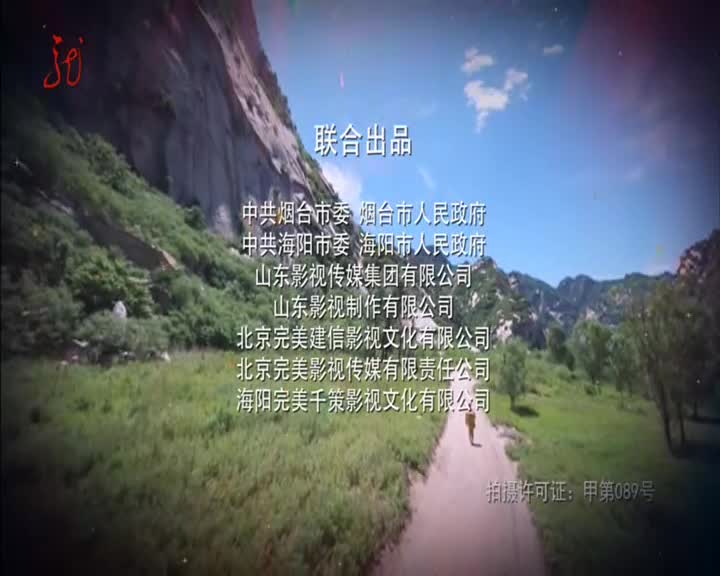 联合出品
中共烟台市委 烟台市人民政府
中共海阳市委 海阳市人民政府
山东影视传媒集团有限公司
山东影视制作有限公司
北京完美建信影视文化有限公司
北京完美影视传媒有限责任公司
海阳完美千策影视文化有限公司
拍摄许可证：甲第089号